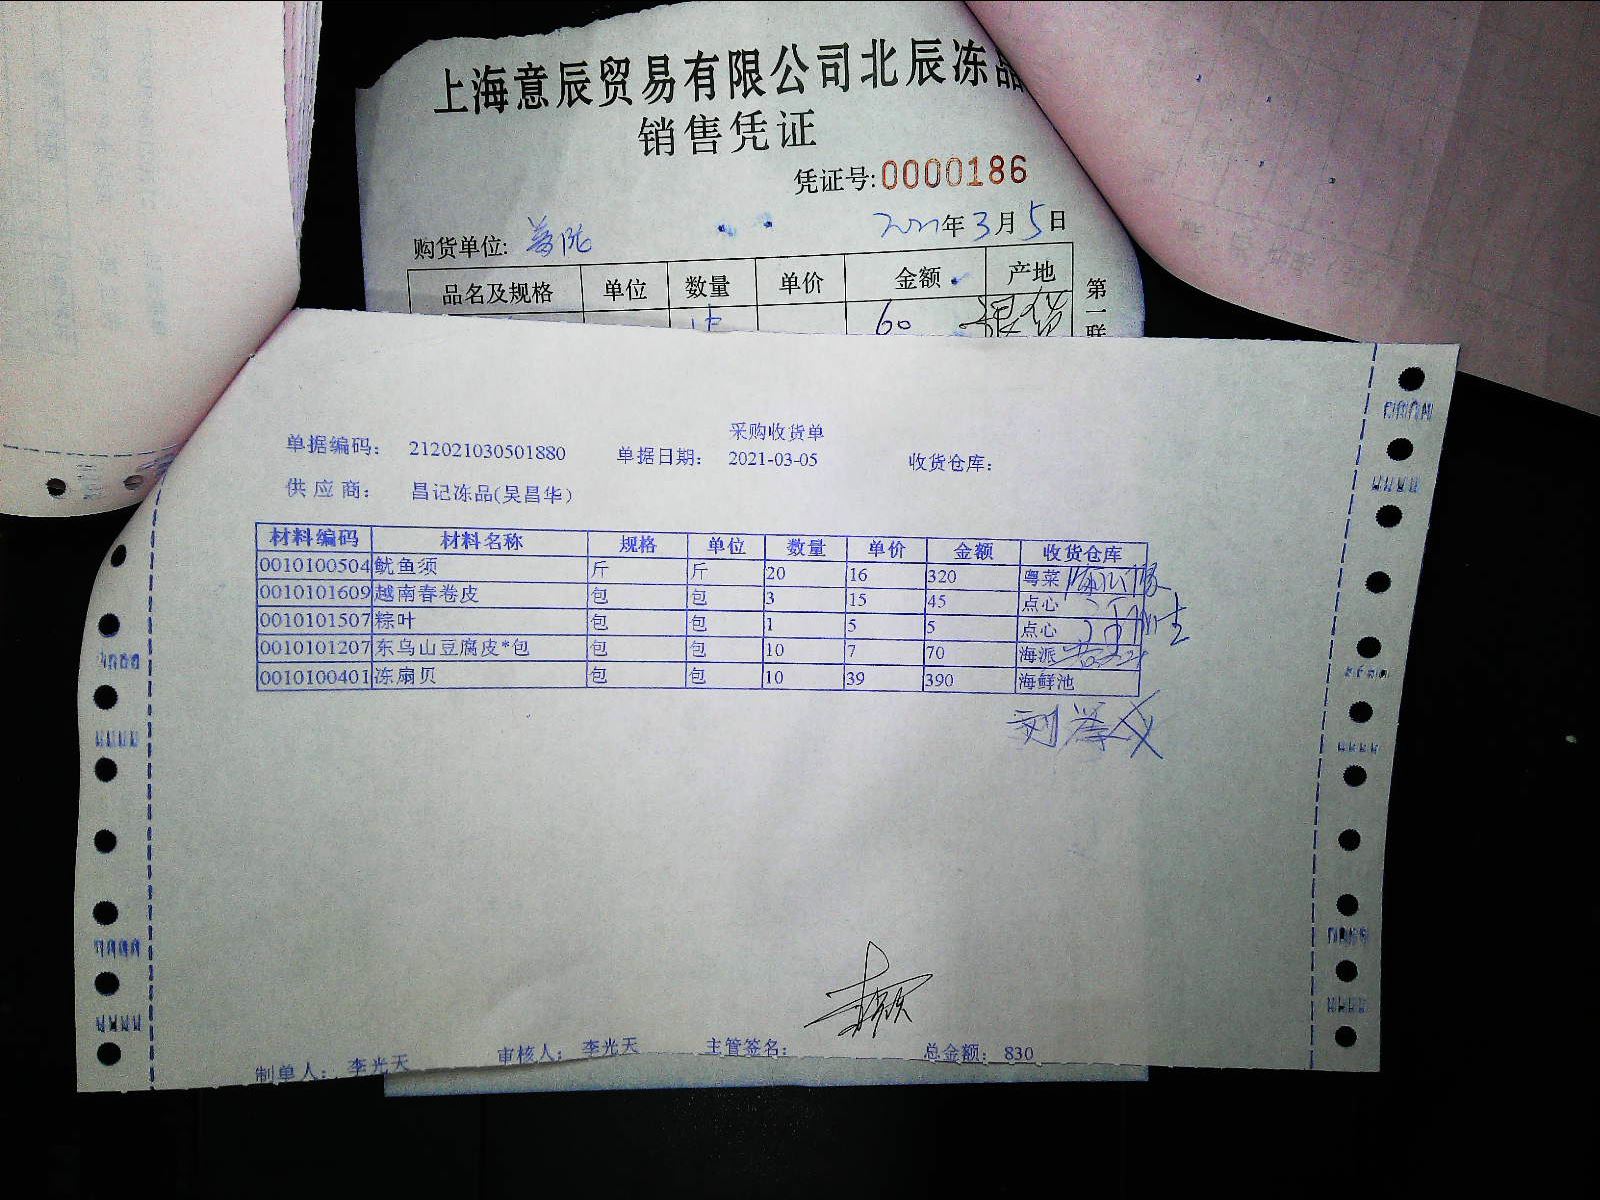 上海意辰贸易有限公司北辰冻品
销售凭证
凭证号:0000186
购货单位: 2021年3月5日
品名及规格 单位 数量 单价 金额 产地
60
第一联
采购收货单
单据编码: 212021030501880 单据日期: 2021-03-05 收货仓库:
供应商: 昌记冻品(吴昌华)
材料编码 材料名称 规格 单位 数量 单价 金额 收货仓库
0010100504 鱿鱼须 斤 斤 20 16 320 粤菜
0010101609 越南春卷皮 包 包 3 15 45 点心
0010101507 粽叶 包 包 1 5 5 点心
0010101207 东乌山豆腐皮*包 包 包 10 7 70 海派
0010100401 冻扇贝 包 包 10 39 390 海鲜池
制单人: 李光天 审核人: 李光天 主管签名: 总金额: 830